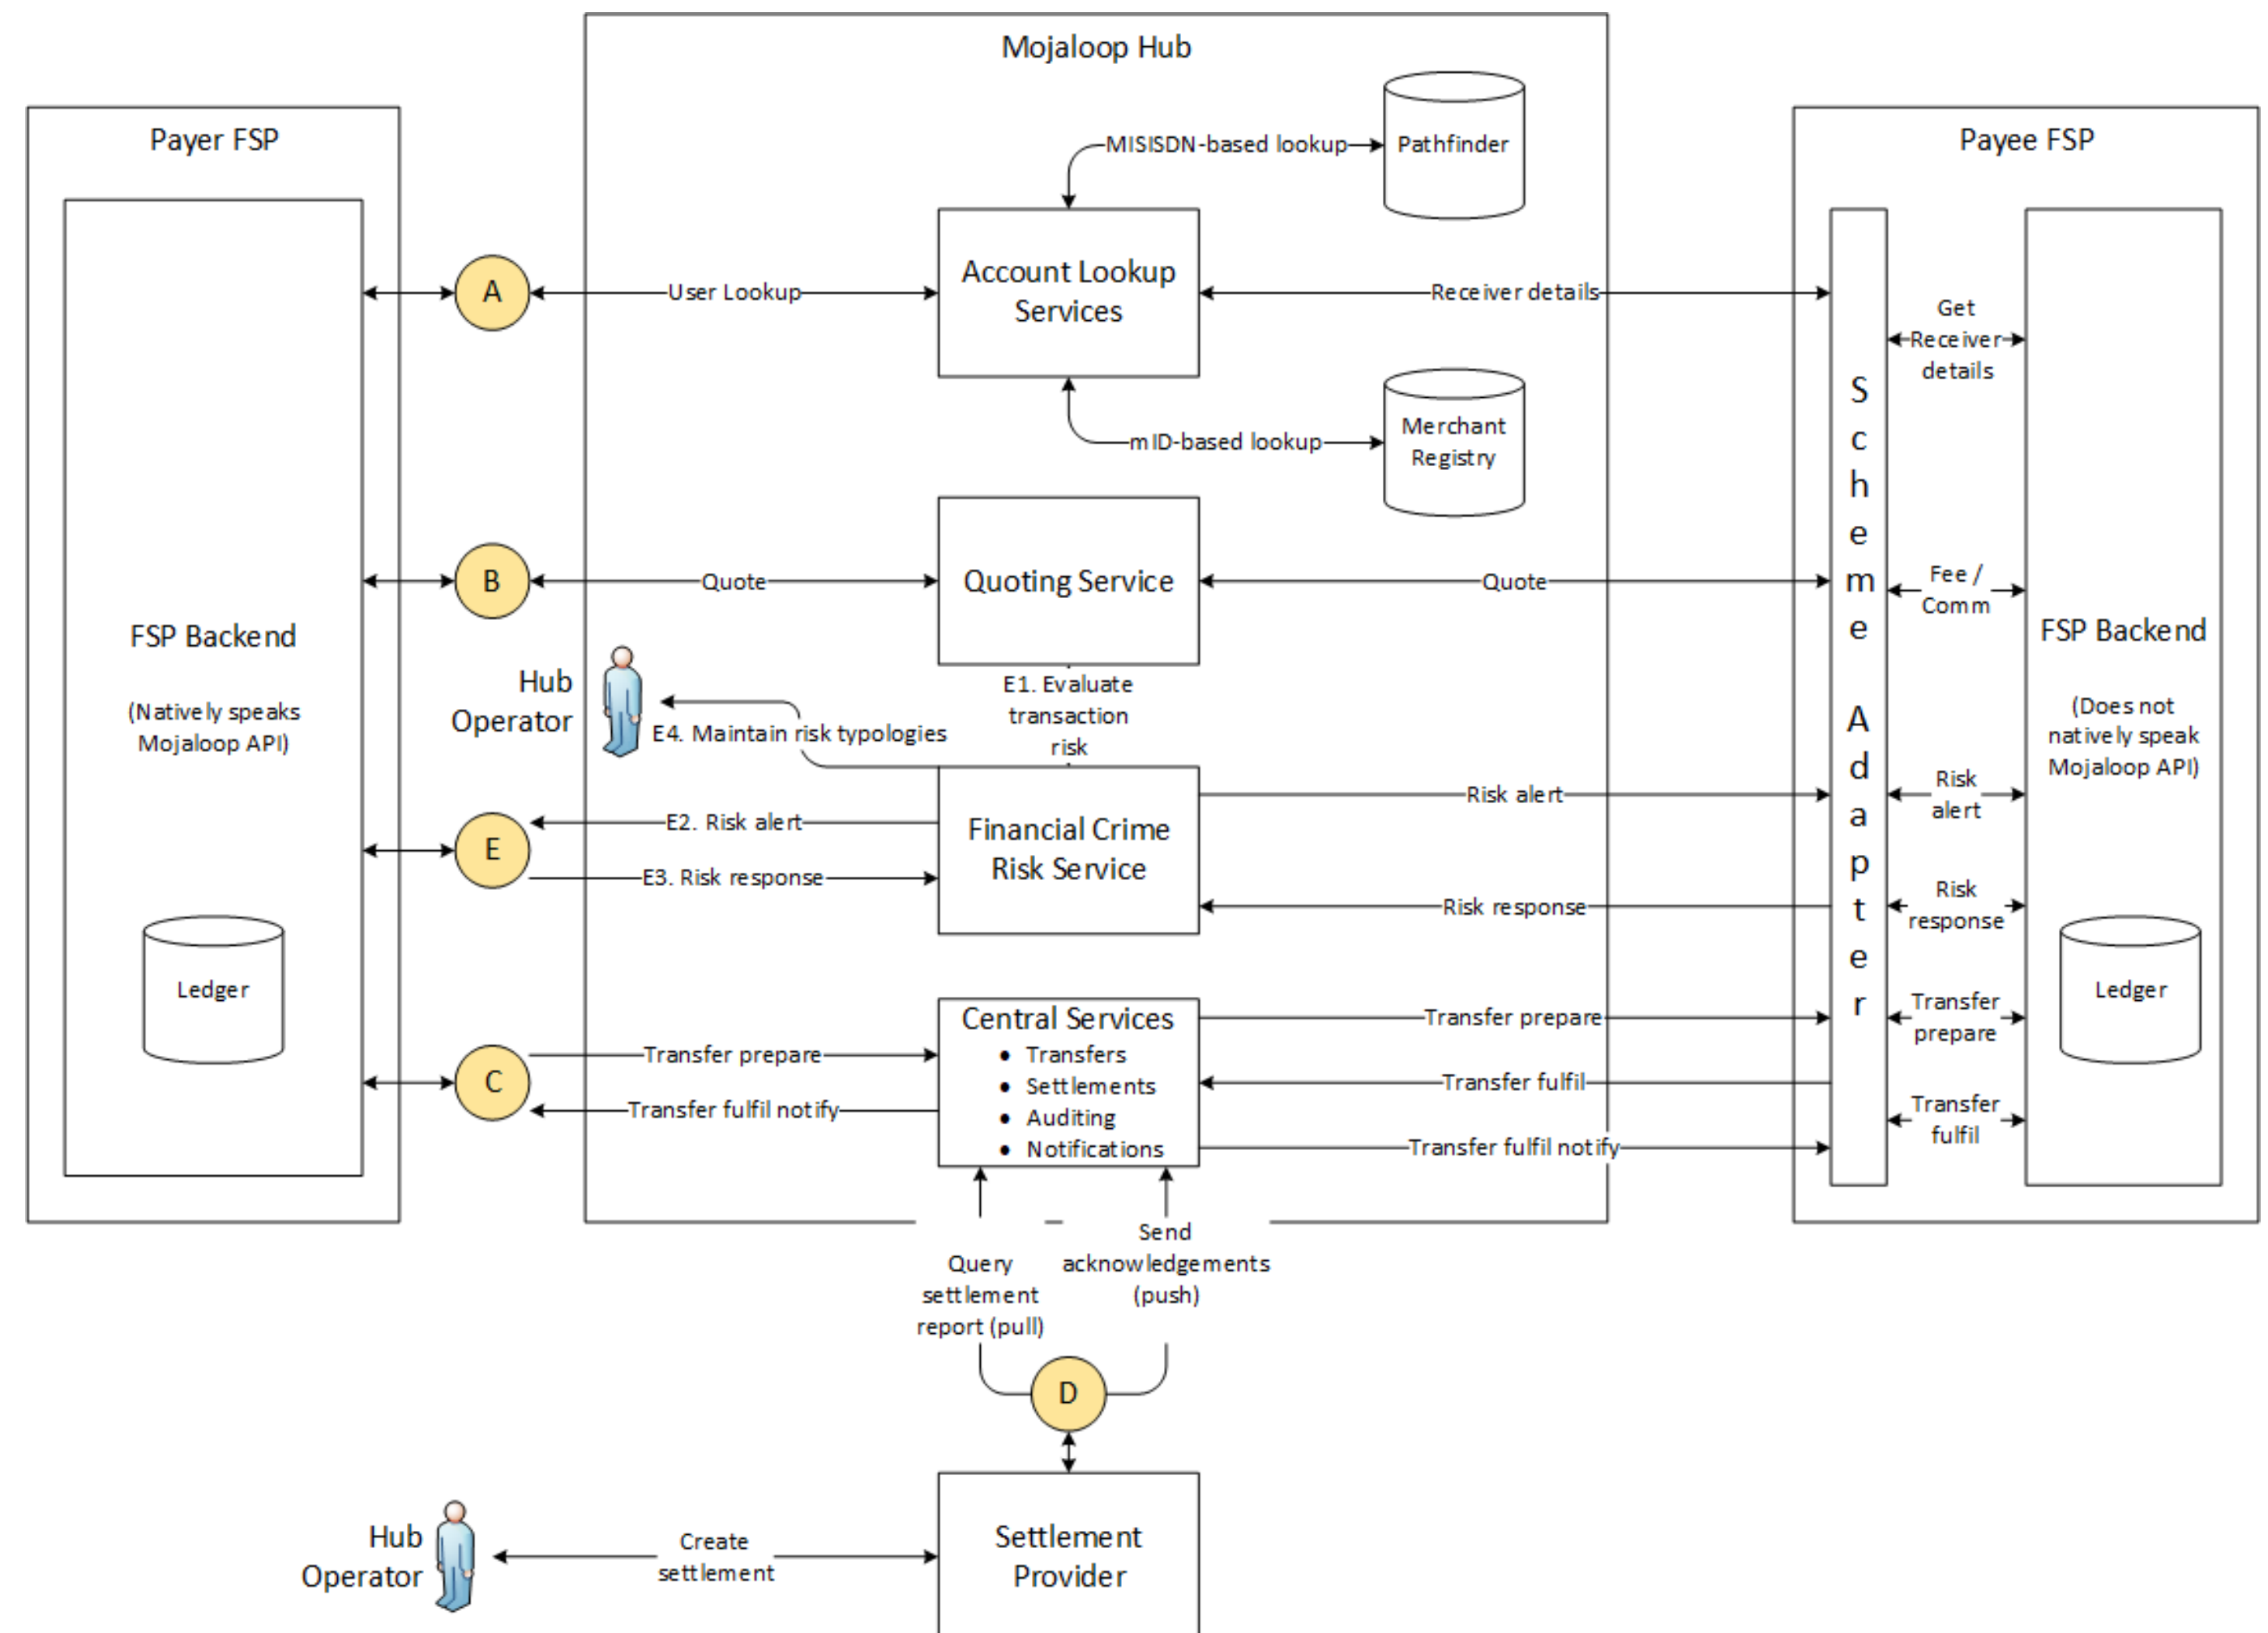 Mojaloop Hub
Payer FSP
Payee FSP
MISISDN-based lookup
Pathfinder
A
User Lookup
Account Lookup
Services
Receiver details
Get
Receiver
details
mID-based lookup
Merchant
Registry
Scheme Adapter
B
Quote
Quoting Service
Quote
Fee /
Comm
FSP Backend
(Natively speaks
Mojaloop API)
FSP Backend
(Does not
natively speak
Mojaloop API)
Hub
Operator
E1. Evaluate
transaction
risk
E4. Maintain risk typologies
E
E2. Risk alert
E3. Risk response
Financial Crime
Risk Service
Risk alert
Risk response
Risk
alert
Risk
response
Ledger
Ledger
C
Transfer prepare
Transfer fulfil notify
Central Services
• Transfers
• Settlements
• Auditing
• Notifications
Transfer prepare
Transfer fulfil
Transfer fulfil notify
Transfer
prepare
Transfer
fulfil
Query
settlement
report (pull)
Send
acknowledgements
(push)
D
Hub
Operator
Create
settlement
Settlement
Provider